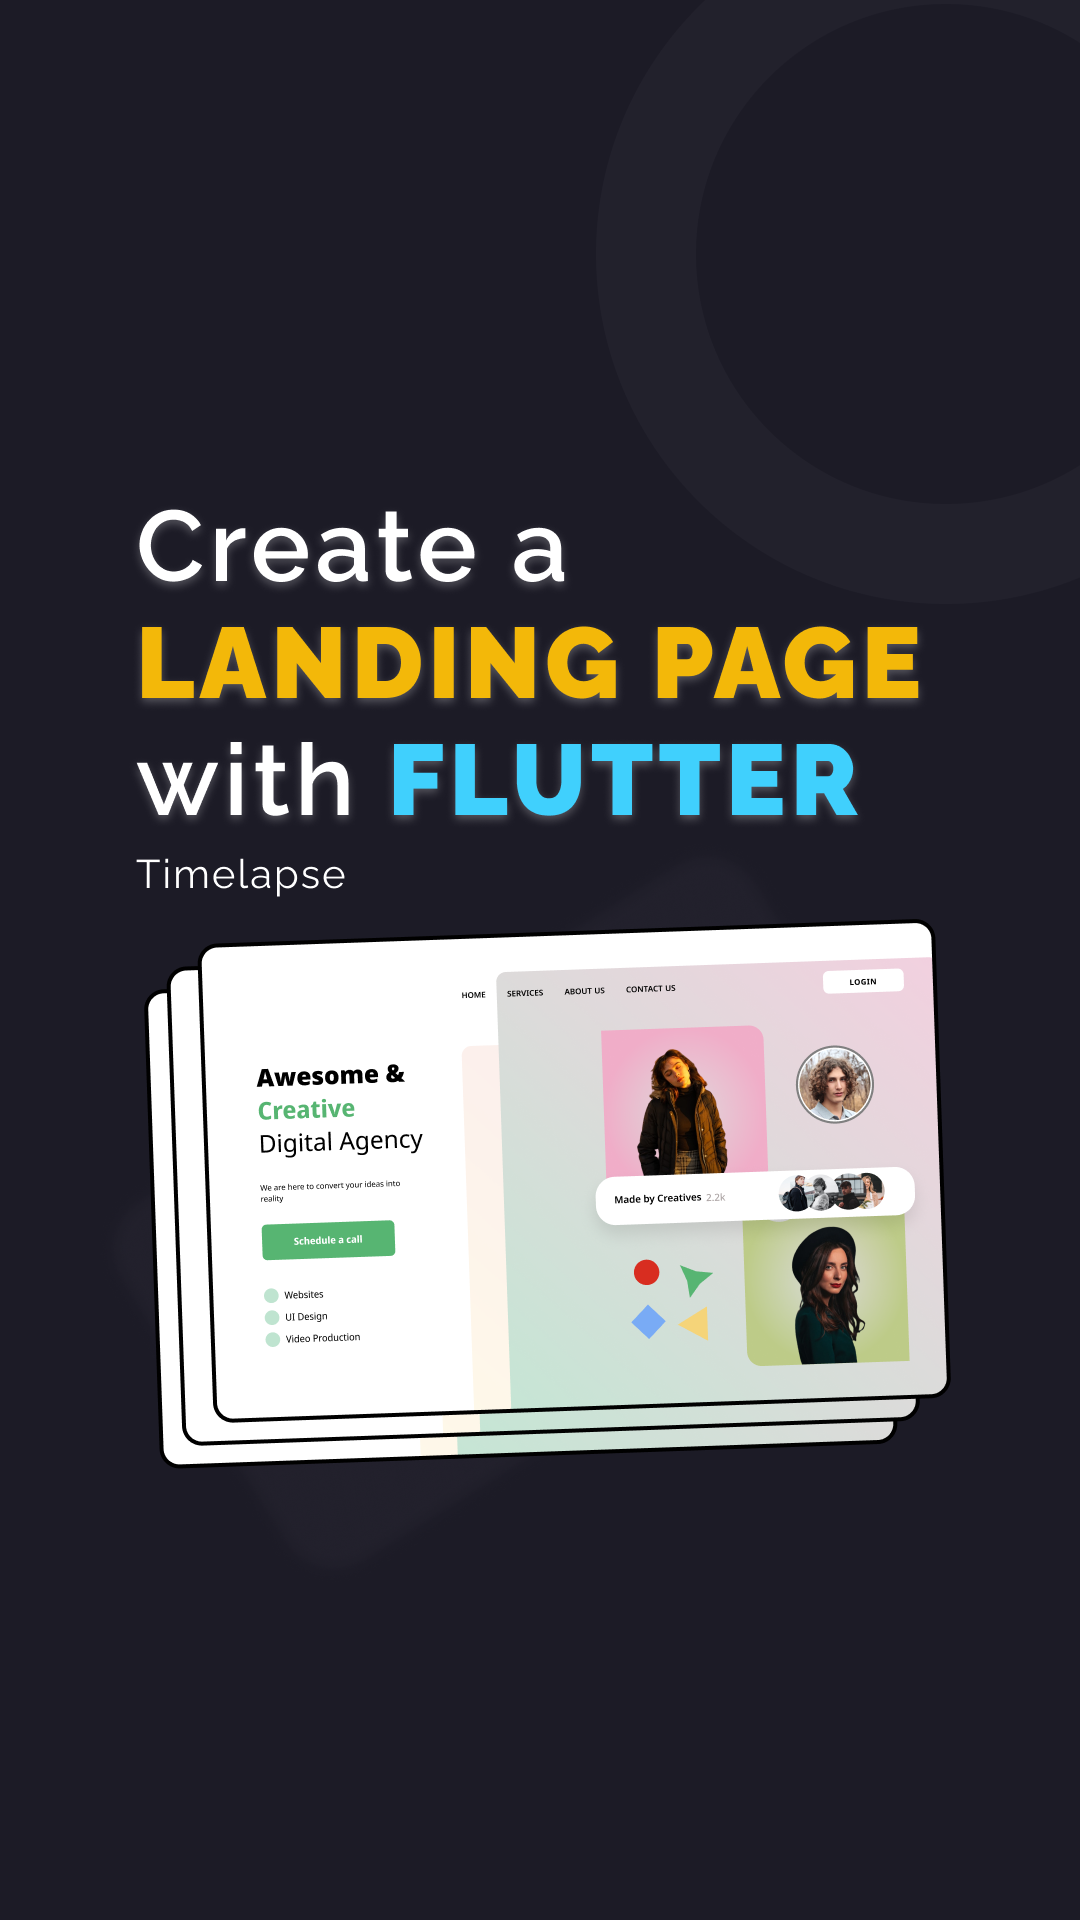 Create a
LANDING PAGE
with FLUTTER
Timelapse
HOME SERVICES ABOUT US CONTACT US LOGIN
Awesome &
Creative
Digital Agency
We are here to convert your ideas into
reality
Schedule a call
Websites
UI Design
Video Production
Made by Creatives 2.2k